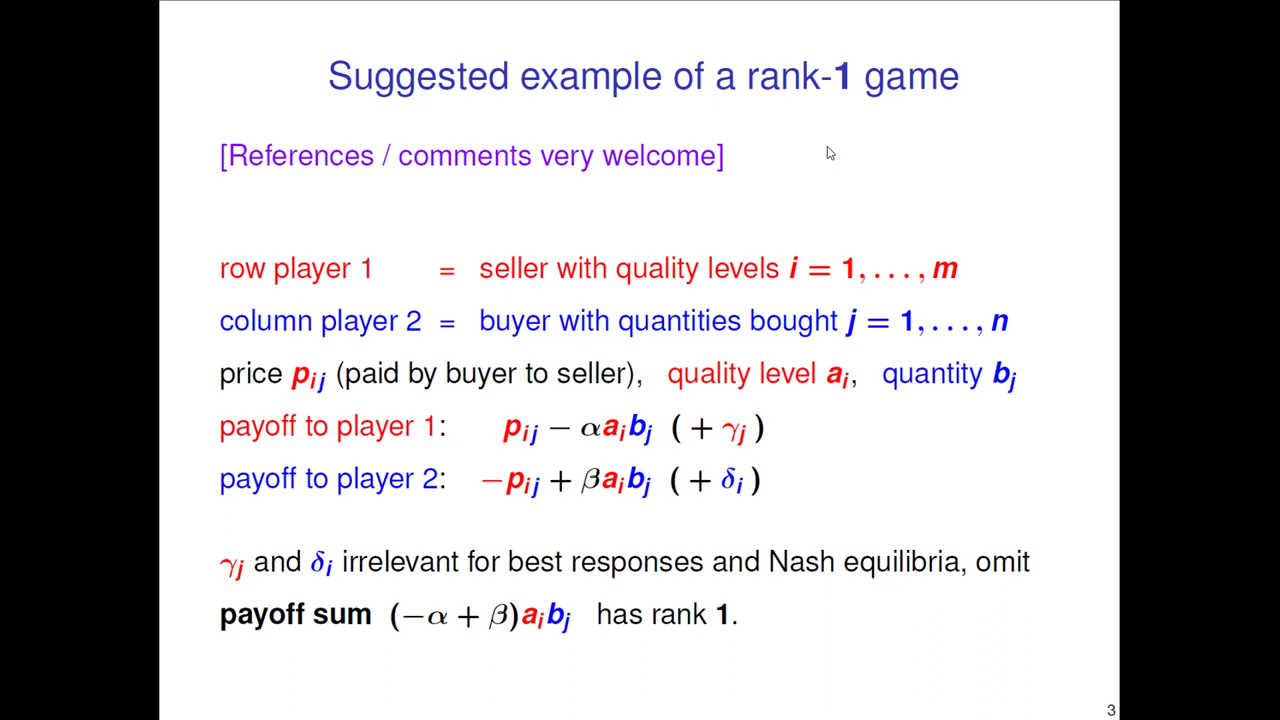 Suggested example of a rank-1 game
[References / comments very welcome]
row player 1 = seller with quality levels i = 1, . . . , m
column player 2 = buyer with quantities bought j = 1, . . . , n
price pᵢⱼ (paid by buyer to seller), quality level aᵢ, quantity bⱼ
payoff to player 1: pᵢⱼ − αaᵢbⱼ ( + γⱼ )
payoff to player 2: −pᵢⱼ + βaᵢbⱼ ( + δᵢ )
γⱼ and δᵢ irrelevant for best responses and Nash equilibria, omit
payoff sum (−α + β)aᵢbⱼ has rank 1.
3